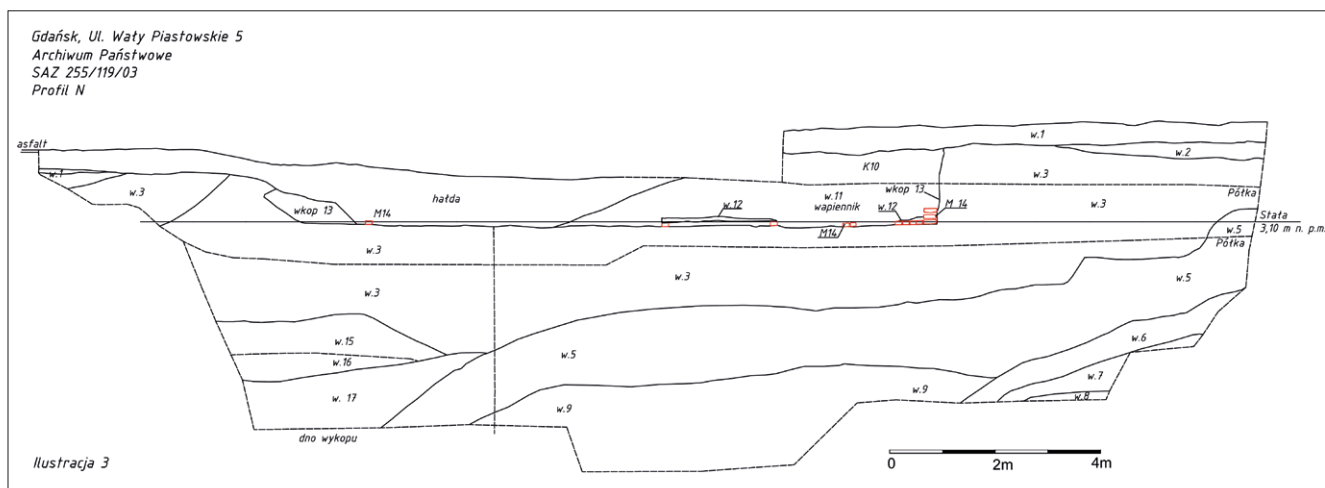 Gdańsk, Ul. Wały Piastowskie 5
Archiwum Państwowe
SAZ 255/119/03
Profil N
asfalt
w.1
w.3
wkop 13
M14
hałda
w.12
w.11
wapiennik
M14
w.12
wkop 13
M 14
K10
w.1
w.2
w.3
w.3
Półka
Stała
3,10 m n. p.m.
w.5
Półka
w.3
w.3
w.3
w.5
w.15
w.16
w. 17
w.5
w.9
w.9
w.6
w.7
w.8
dno wykopu
Ilustracja 3
0 2m 4m